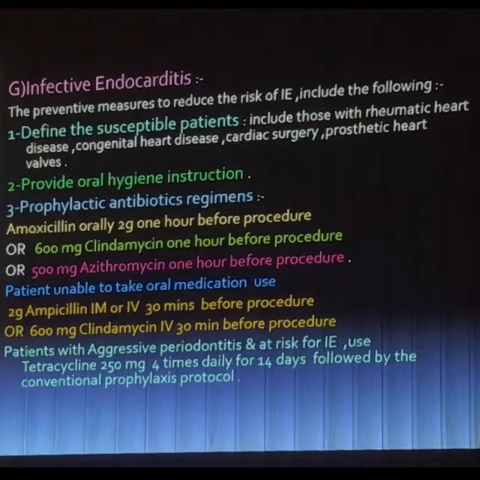 G)Infective Endocarditis :-
The preventive measures to reduce the risk of IE ,include the following :-
1-Define the susceptible patients : include those with rheumatic heart
disease ,congenital heart disease ,cardiac surgery ,prosthetic heart
valves .
2-Provide oral hygiene instruction .
3-Prophylactic antibiotics regimens :-
Amoxicillin orally 2g one hour before procedure
OR 600 mg Clindamycin one hour before procedure
OR 500 mg Azithromycin one hour before procedure .
Patient unable to take oral medication use
2g Ampicillin IM or IV 30 mins before procedure
OR 600 mg Clindamycin IV 30 min before procedure
Patients with Aggressive periodontitis & at risk for IE ,use
Tetracycline 250 mg 4 times daily for 14 days followed by the
conventional prophylaxis protocol .